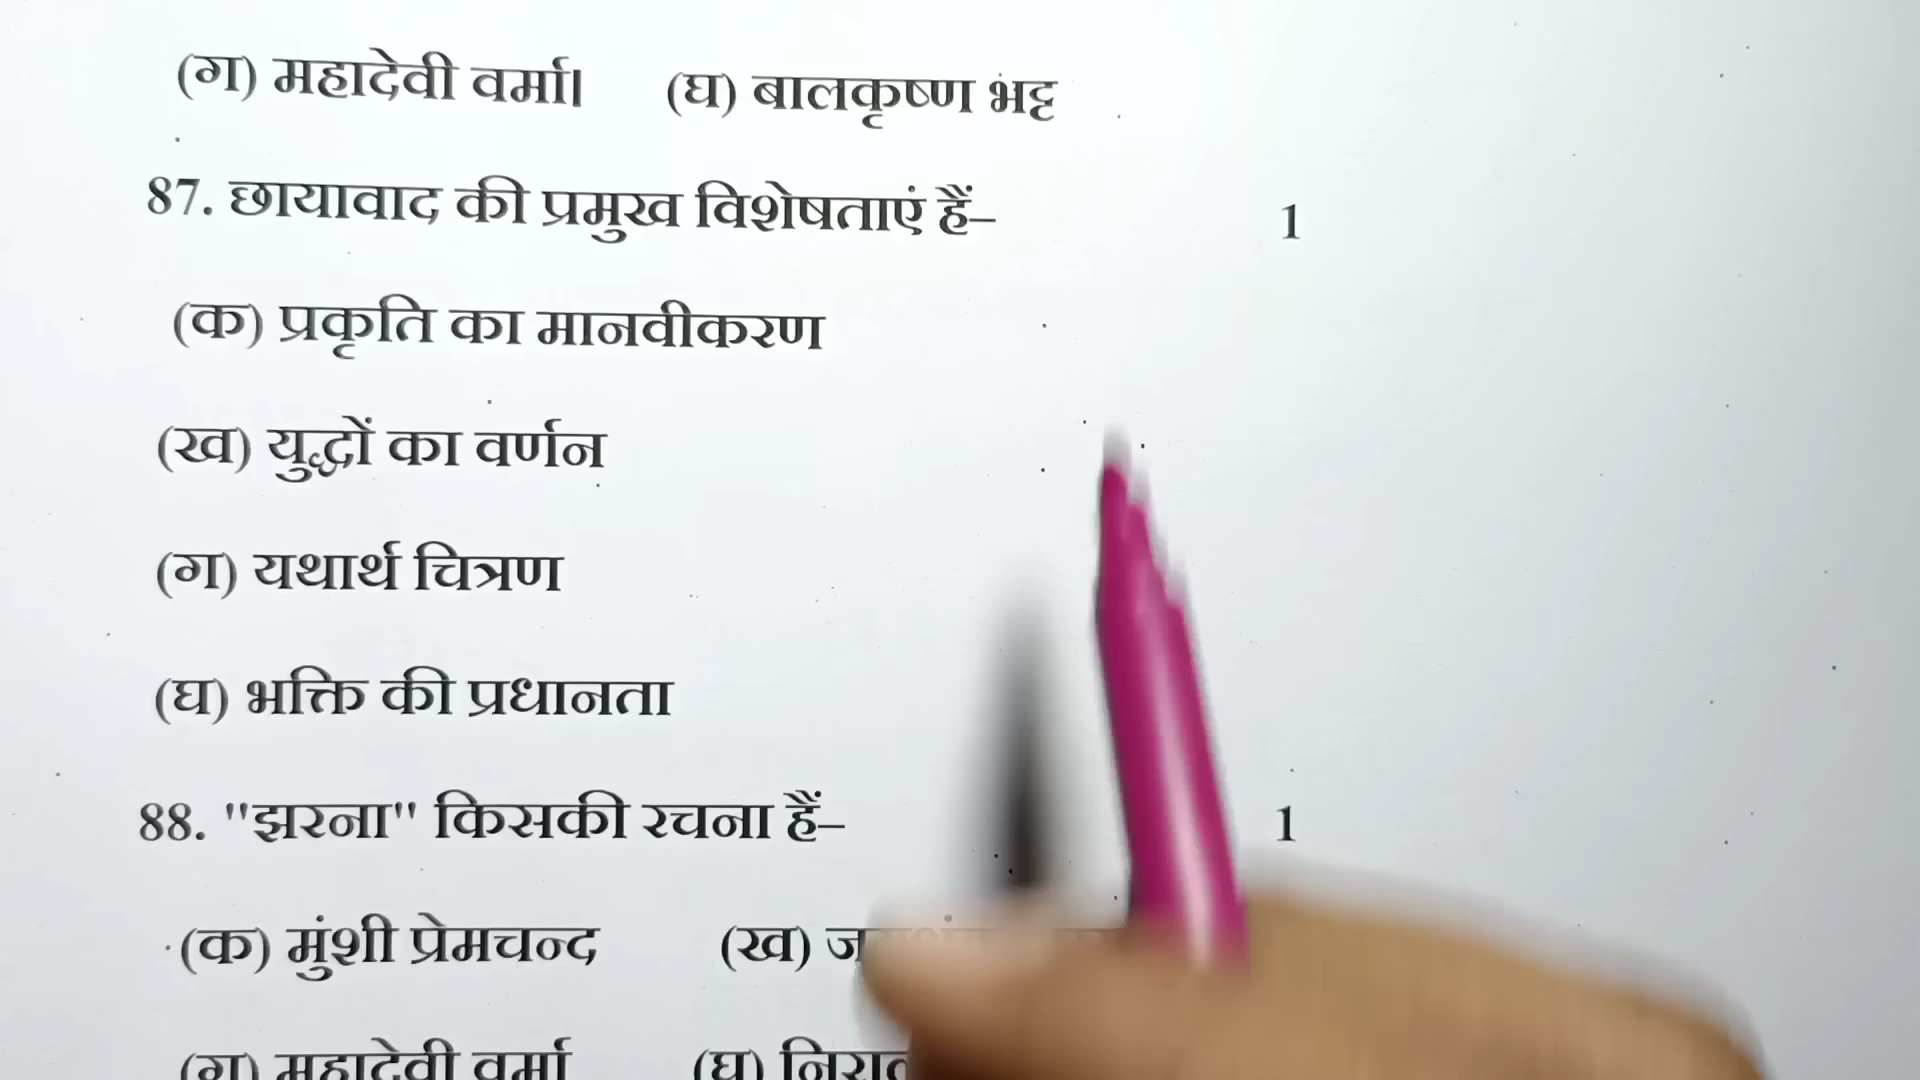 (ग) महादेवी वर्मा। (घ) बालकृष्ण भट्ट
87. छायावाद की प्रमुख विशेषताएं हैं– 1
(क) प्रकृति का मानवीकरण
(ख) युद्धों का वर्णन
(ग) यथार्थ चित्रण
(घ) भक्ति की प्रधानता
88. "झरना" किसकी रचना हैं– 1
(क) मुंशी प्रेमचन्द (ख)
(ग) महादेवी वर्मा (घ)